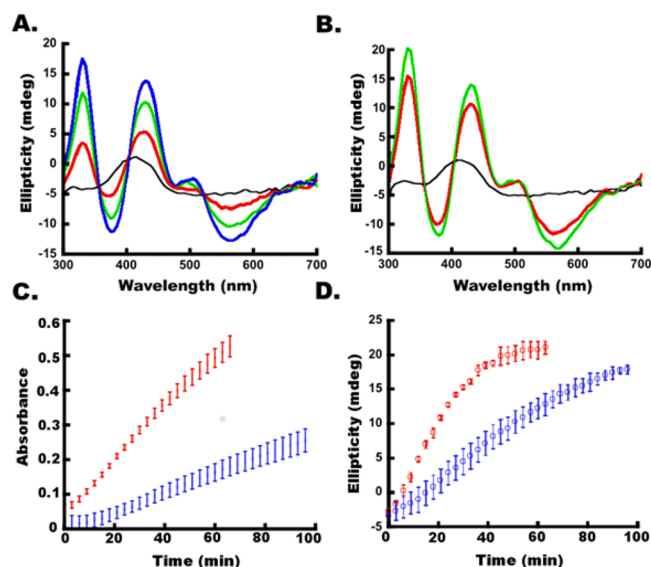 A.
B.
20
15
10
5
0
-5
-10
-15
Ellipticity (mdeg)
300 400 500 600 700
Wavelength (nm)
20
15
10
5
0
-5
-10
-15
Ellipticity (mdeg)
300 400 500 600 700
Wavelength (nm)
C.
D.
0.6
0.5
0.4
0.3
0.2
0.1
0
Absorbance
0 20 40 60 80 100
Time (min)
25
20
15
10
5
0
-5
Ellipticity (mdeg)
0 20 40 60 80 100
Time (min)